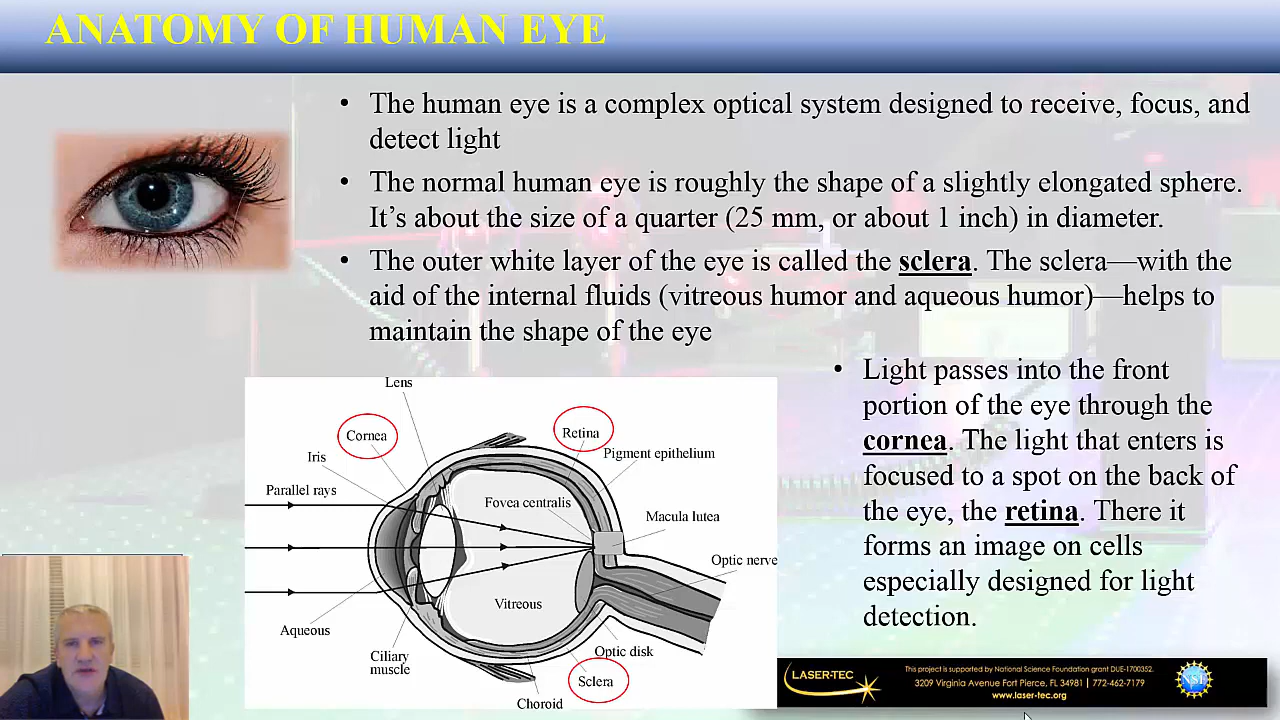 ANATOMY OF HUMAN EYE
• The human eye is a complex optical system designed to receive, focus, and
detect light
• The normal human eye is roughly the shape of a slightly elongated sphere.
It's about the size of a quarter (25 mm, or about 1 inch) in diameter.
• The outer white layer of the eye is called the sclera. The sclera—with the
aid of the internal fluids (vitreous humor and aqueous humor)—helps to
maintain the shape of the eye
• Light passes into the front
portion of the eye through the
cornea. The light that enters is
focused to a spot on the back of
the eye, the retina. There it
forms an image on cells
especially designed for light
detection.
Lens
Cornea
Retina
Iris
Pigment epithelium
Parallel rays
Fovea centralis
Macula lutea
Optic nerve
Vitreous
Aqueous
Ciliary
muscle
Optic disk
Sclera
Choroid
LASER-TEC
This project is supported by National Science Foundation grant DUE-1700352.
3209 Virginia Avenue Fort Pierce, FL 34981 | 772-462-7179
www.laser-tec.org
NSF